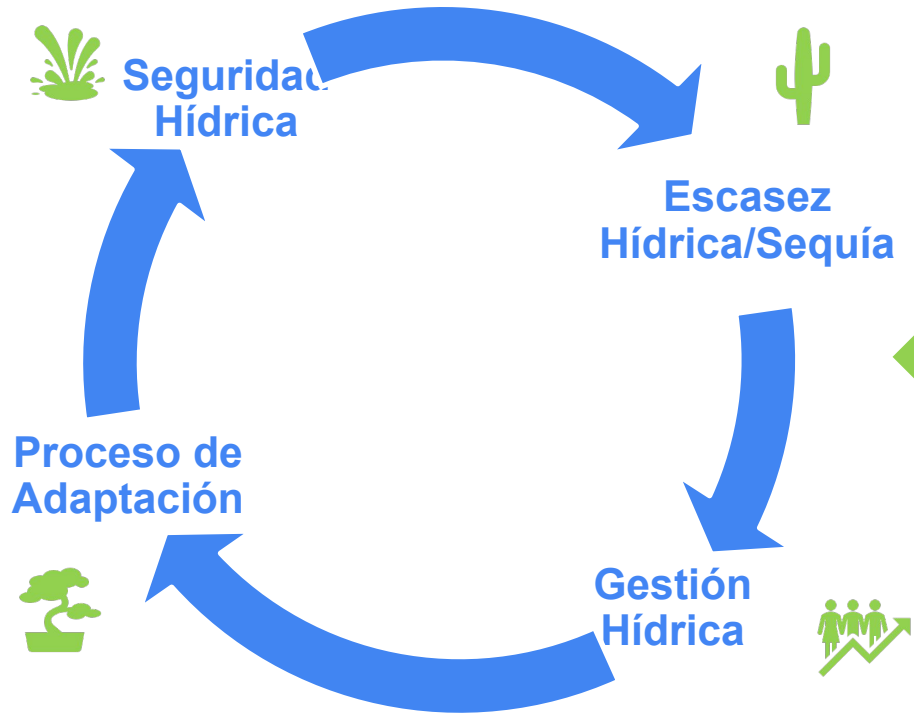 Seguridad
Hídrica
Escasez
Hídrica/Sequía
Gestión
Hídrica
Proceso de
Adaptación